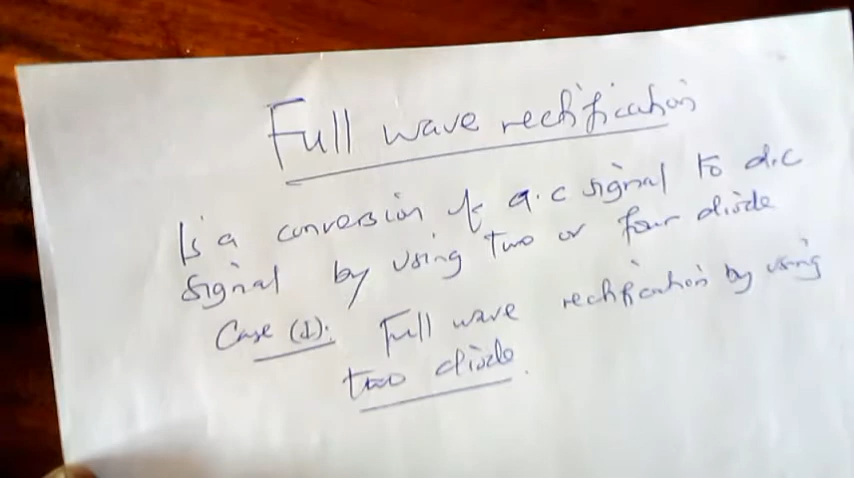 Full wave rectification
Is a conversion of a.c signal to d.c
signal by using two or four diode
Case (1): Full wave rectification by using
two diode.